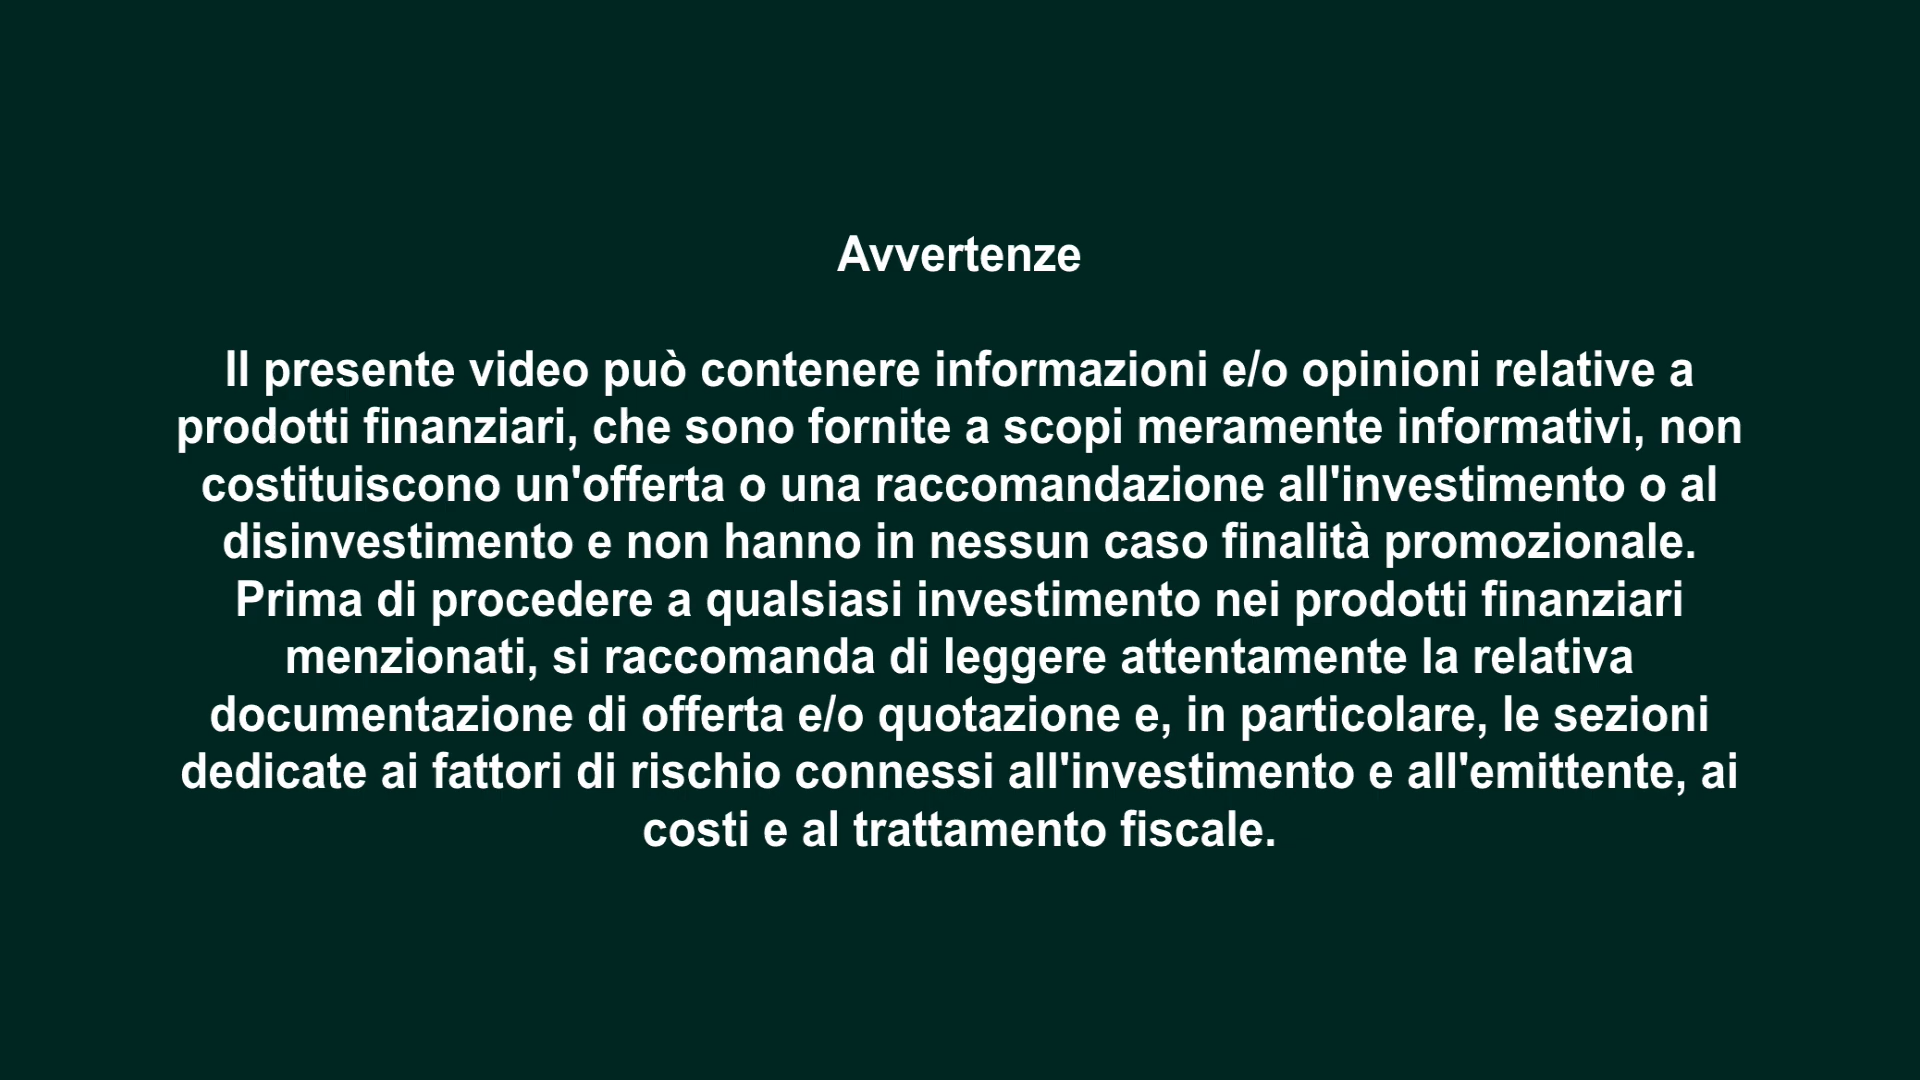 Avvertenze
Il presente video può contenere informazioni e/o opinioni relative a
prodotti finanziari, che sono fornite a scopi meramente informativi, non
costituiscono un'offerta o una raccomandazione all'investimento o al
disinvestimento e non hanno in nessun caso finalità promozionale.
Prima di procedere a qualsiasi investimento nei prodotti finanziari
menzionati, si raccomanda di leggere attentamente la relativa
documentazione di offerta e/o quotazione e, in particolare, le sezioni
dedicate ai fattori di rischio connessi all'investimento e all'emittente, ai
costi e al trattamento fiscale.